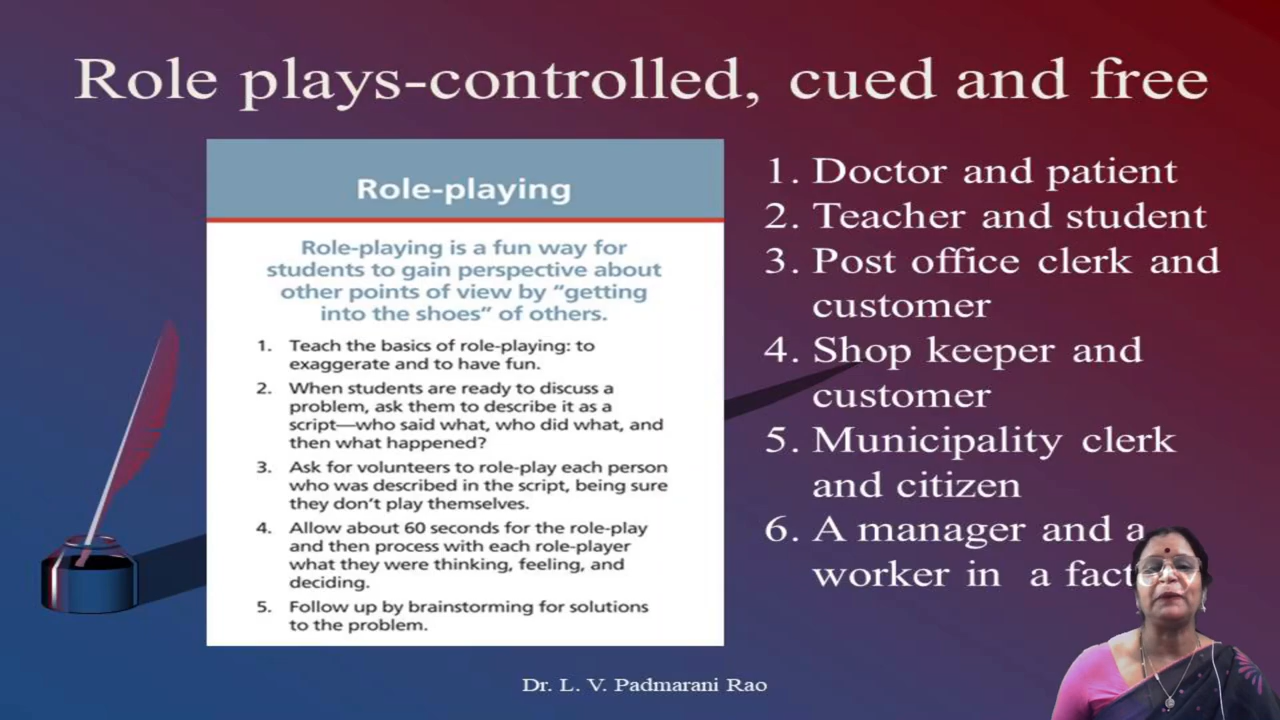 Role plays-controlled, cued and free
Role-playing
Role-playing is a fun way for
students to gain perspective about
other points of view by “getting
into the shoes” of others.
1. Teach the basics of role-playing: to
exaggerate and to have fun.
2. When students are ready to discuss a
problem, ask them to describe it as a
script—who said what, who did what, and
then what happened?
3. Ask for volunteers to role-play each person
who was described in the script, being sure
they don’t play themselves.
4. Allow about 60 seconds for the role-play
and then process with each role-player
what they were thinking, feeling, and
deciding.
5. Follow up by brainstorming for solutions
to the problem.
1. Doctor and patient
2. Teacher and student
3. Post office clerk and
customer
4. Shop keeper and
customer
5. Municipality clerk
and citizen
6. A manager and a
worker in a
Dr. L. V. Padmarani Rao